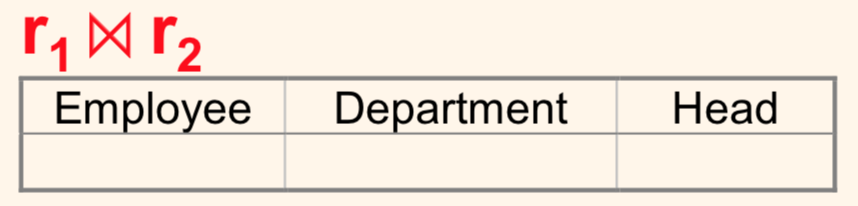 r₁ ⋈ r₂
Employee Department Head